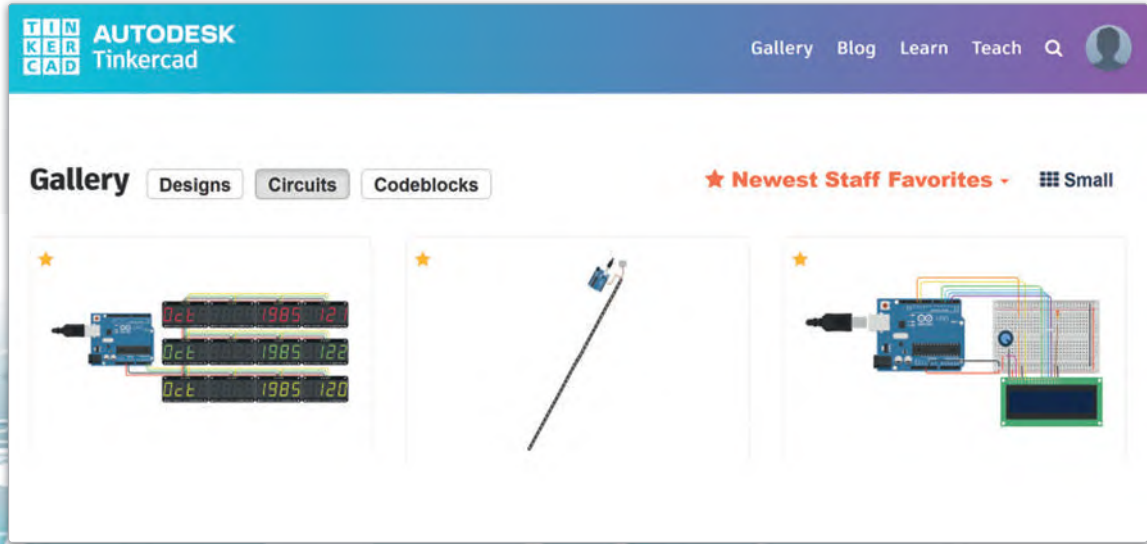 TIN
KER
CAD
AUTODESK
Tinkercad
Gallery Blog Learn Teach
Gallery Designs Circuits Codeblocks
Newest Staff Favorites Small
Oct 1985 121
Oct 1985 122
Oct 1985 120